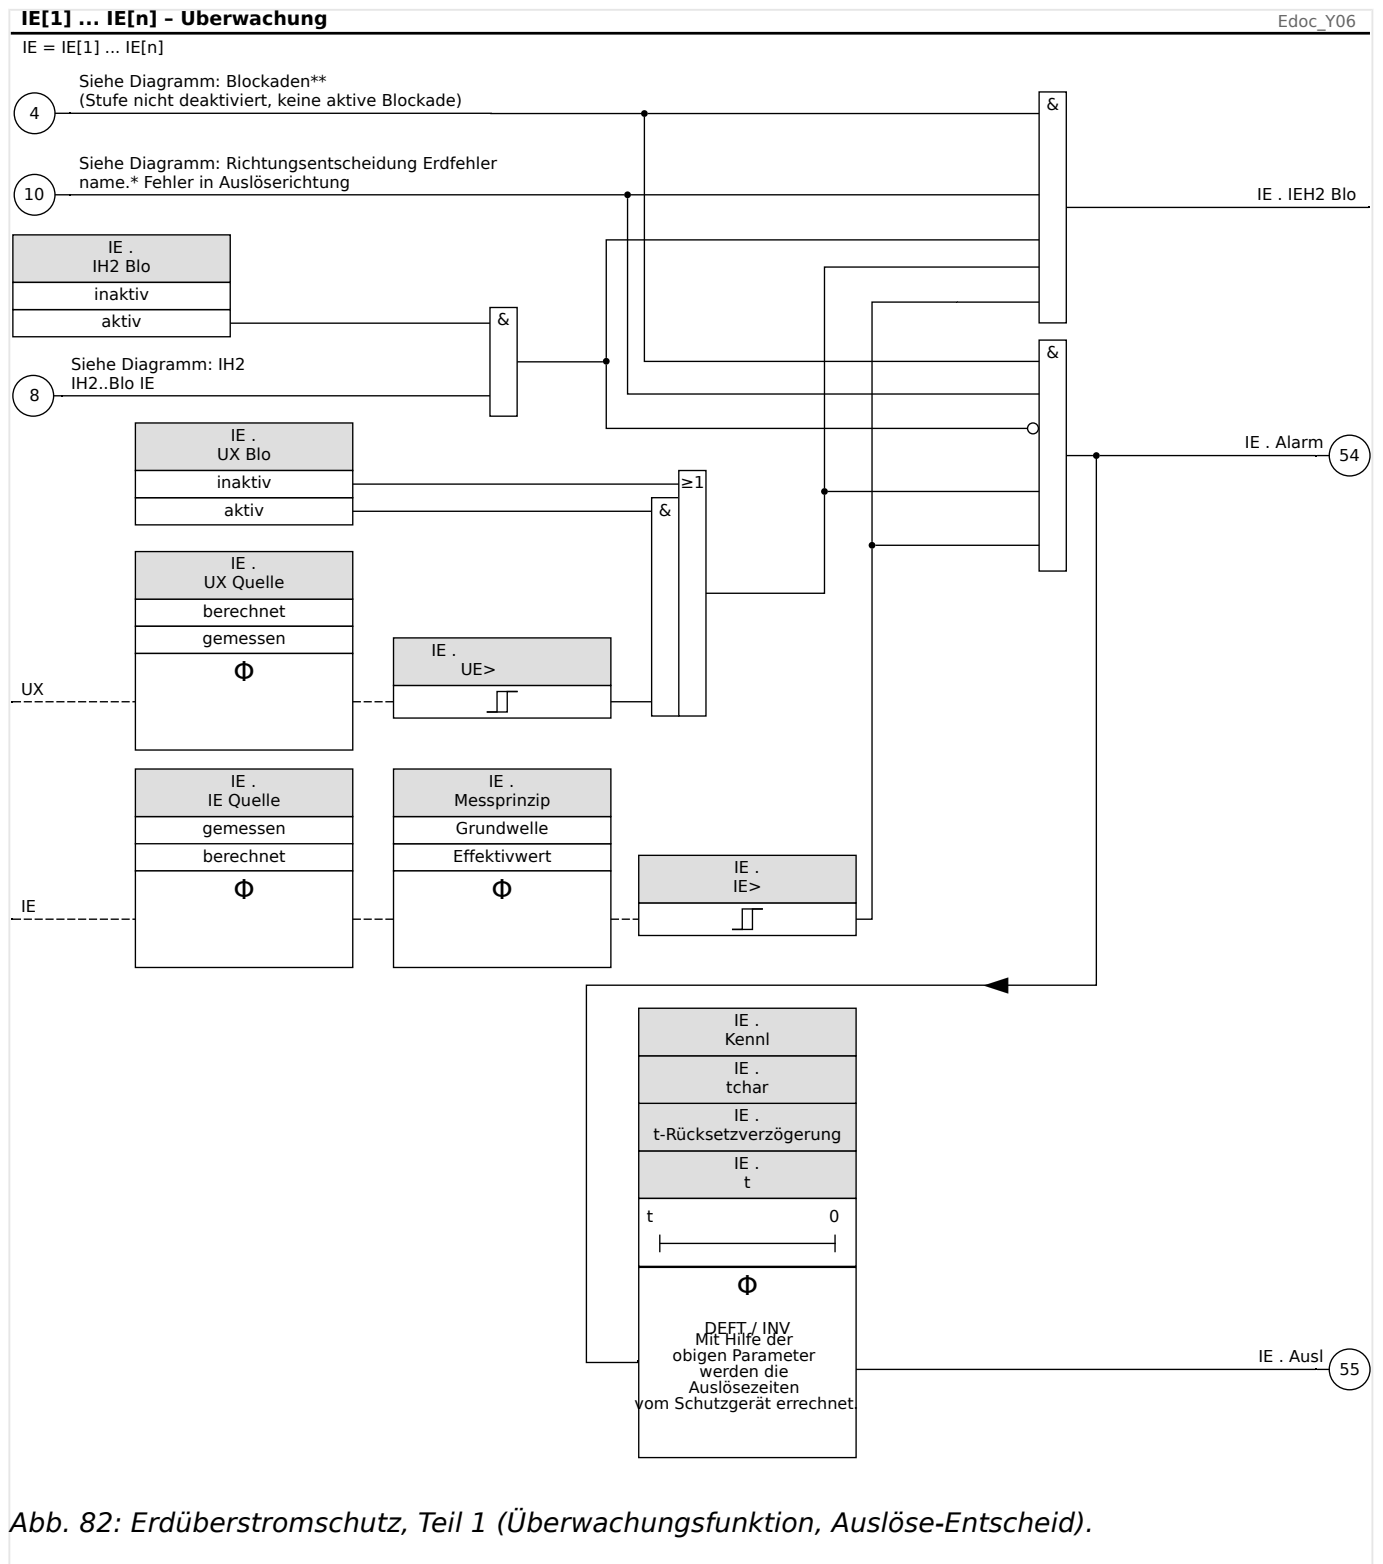 IE[1] ... IE[n] – Überwachung
Edoc_Y06
IE = IE[1] ... IE[n]
Siehe Diagramm: Blockaden**
(Stufe nicht deaktiviert, keine aktive Blockade)
4
&
Siehe Diagramm: Richtungsentscheidung Erdfehler
name.* Fehler in Auslöserichtung
10
IE . IEH2 Blo
IE .
IH2 Blo
inaktiv
aktiv
&
&
Siehe Diagramm: IH2
IH2..Blo IE
8
IE . Alarm
54
IE .
UX Blo
inaktiv
aktiv
≥1
&
IE .
UX Quelle
berechnet
gemessen
Φ
UX
IE .
UE>
IE .
IE Quelle
gemessen
berechnet
Φ
IE .
Messprinzip
Grundwelle
Effektivwert
Φ
IE
IE .
IE>
IE .
Kennl
IE .
tchar
IE .
t-Rücksetzverzögerung
IE .
t
t 0
Φ
DEFT / INV
Mit Hilfe der
obigen Parameter
werden die
Auslösezeiten
vom Schutzgerät errechnet.
IE . Ausl
55
Abb. 82: Erdüberstromschutz, Teil 1 (Überwachungsfunktion, Auslöse-Entscheid).